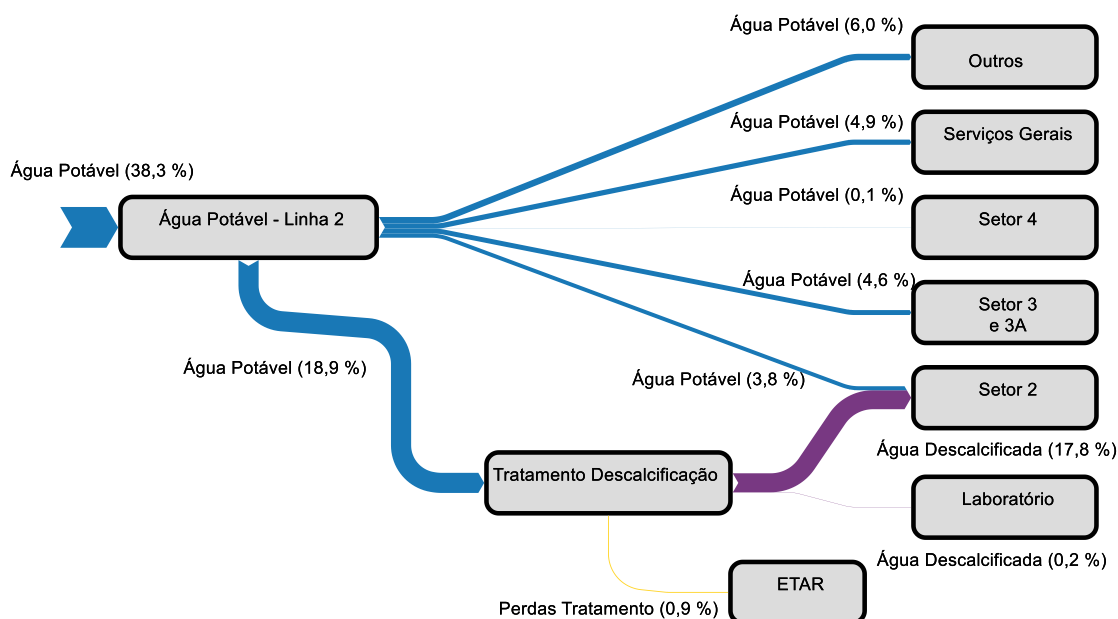 Água Potável (6,0 %)
Outros
Água Potável (4,9 %)
Serviços Gerais
Água Potável (38,3 %)
Água Potável - Linha 2
Água Potável (0,1 %)
Setor 4
Água Potável (4,6 %)
Setor 3
e 3A
Água Potável (18,9 %)
Água Potável (3,8 %)
Setor 2
Água Descalcificada (17,8 %)
Tratamento Descalcificação
Laboratório
Água Descalcificada (0,2 %)
ETAR
Perdas Tratamento (0,9 %)